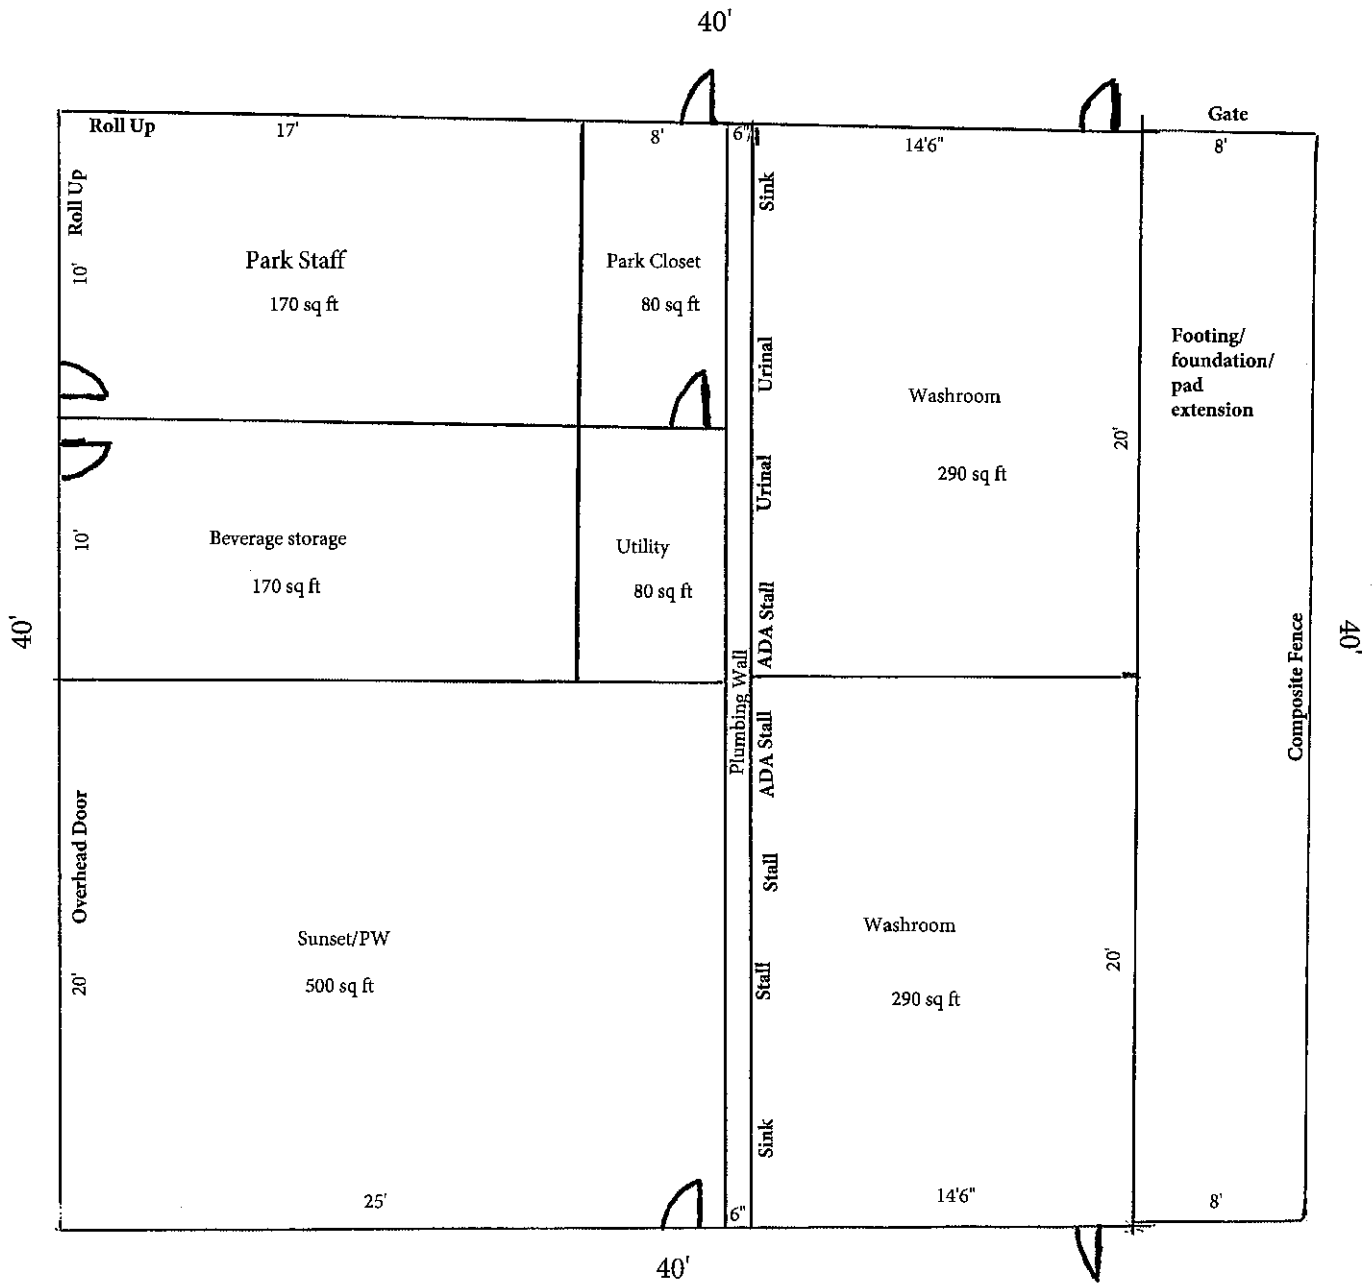 40'
Roll Up
17'
8'
6"
14'6"
Gate
8'
Roll Up
10'
Park Staff
170 sq ft
Park Closet
80 sq ft
Sink
Urinal
Urinal
ADA Stall
Washroom
290 sq ft
20'
Footing/
foundation/
pad
extension
10'
Beverage storage
170 sq ft
Utility
80 sq ft
40'
Plumbing Wall
Composite Fence
40'
Overhead Door
20'
Sunset/PW
500 sq ft
ADA Stall
Stall
Stall
Sink
Washroom
290 sq ft
20'
25'
6"
14'6"
8'
40'